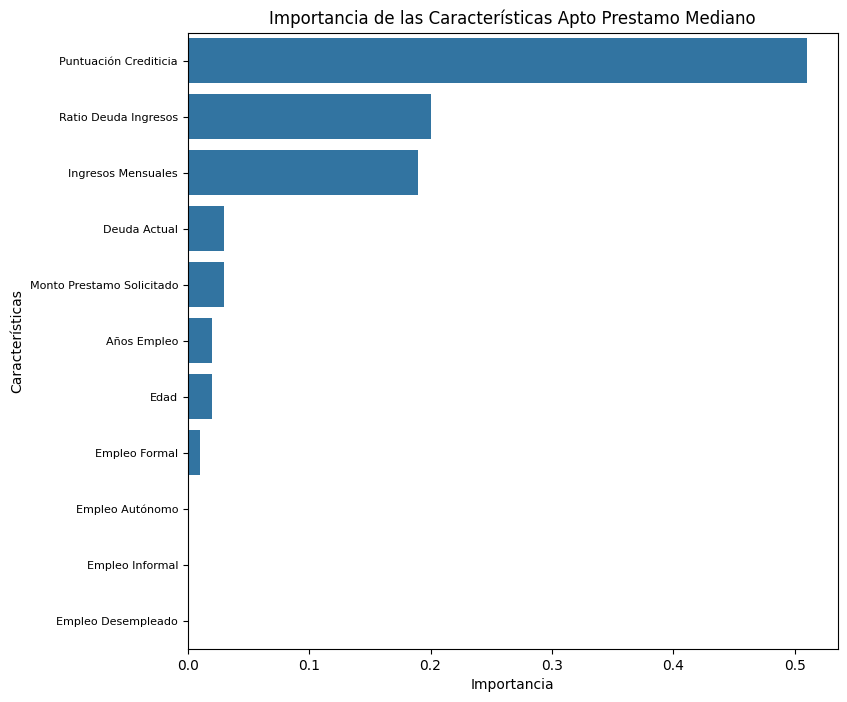 Importancia de las Características Apto Prestamo Mediano
Características
Puntuación Crediticia
Ratio Deuda Ingresos
Ingresos Mensuales
Deuda Actual
Monto Prestamo Solicitado
Años Empleo
Edad
Empleo Formal
Empleo Autónomo
Empleo Informal
Empleo Desempleado
0.0 0.1 0.2 0.3 0.4 0.5
Importancia